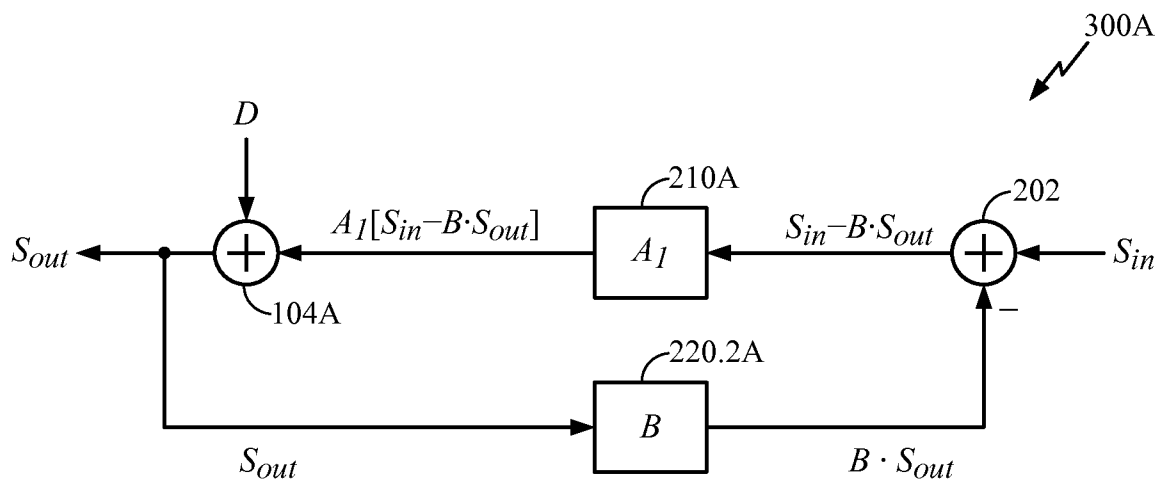 300A
D
210A
202
A1[Sin–B·Sout]
Sin–B·Sout
Sout
+
A1
+
Sin
104A
–
220.2A
B
Sout
B · Sout